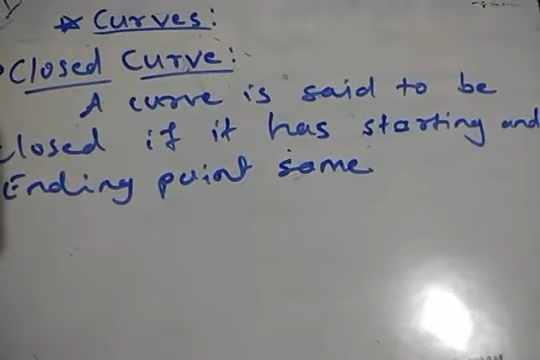 * Curves:
Closed Curve:
A curve is said to be
closed if it has starting and
Ending point same.